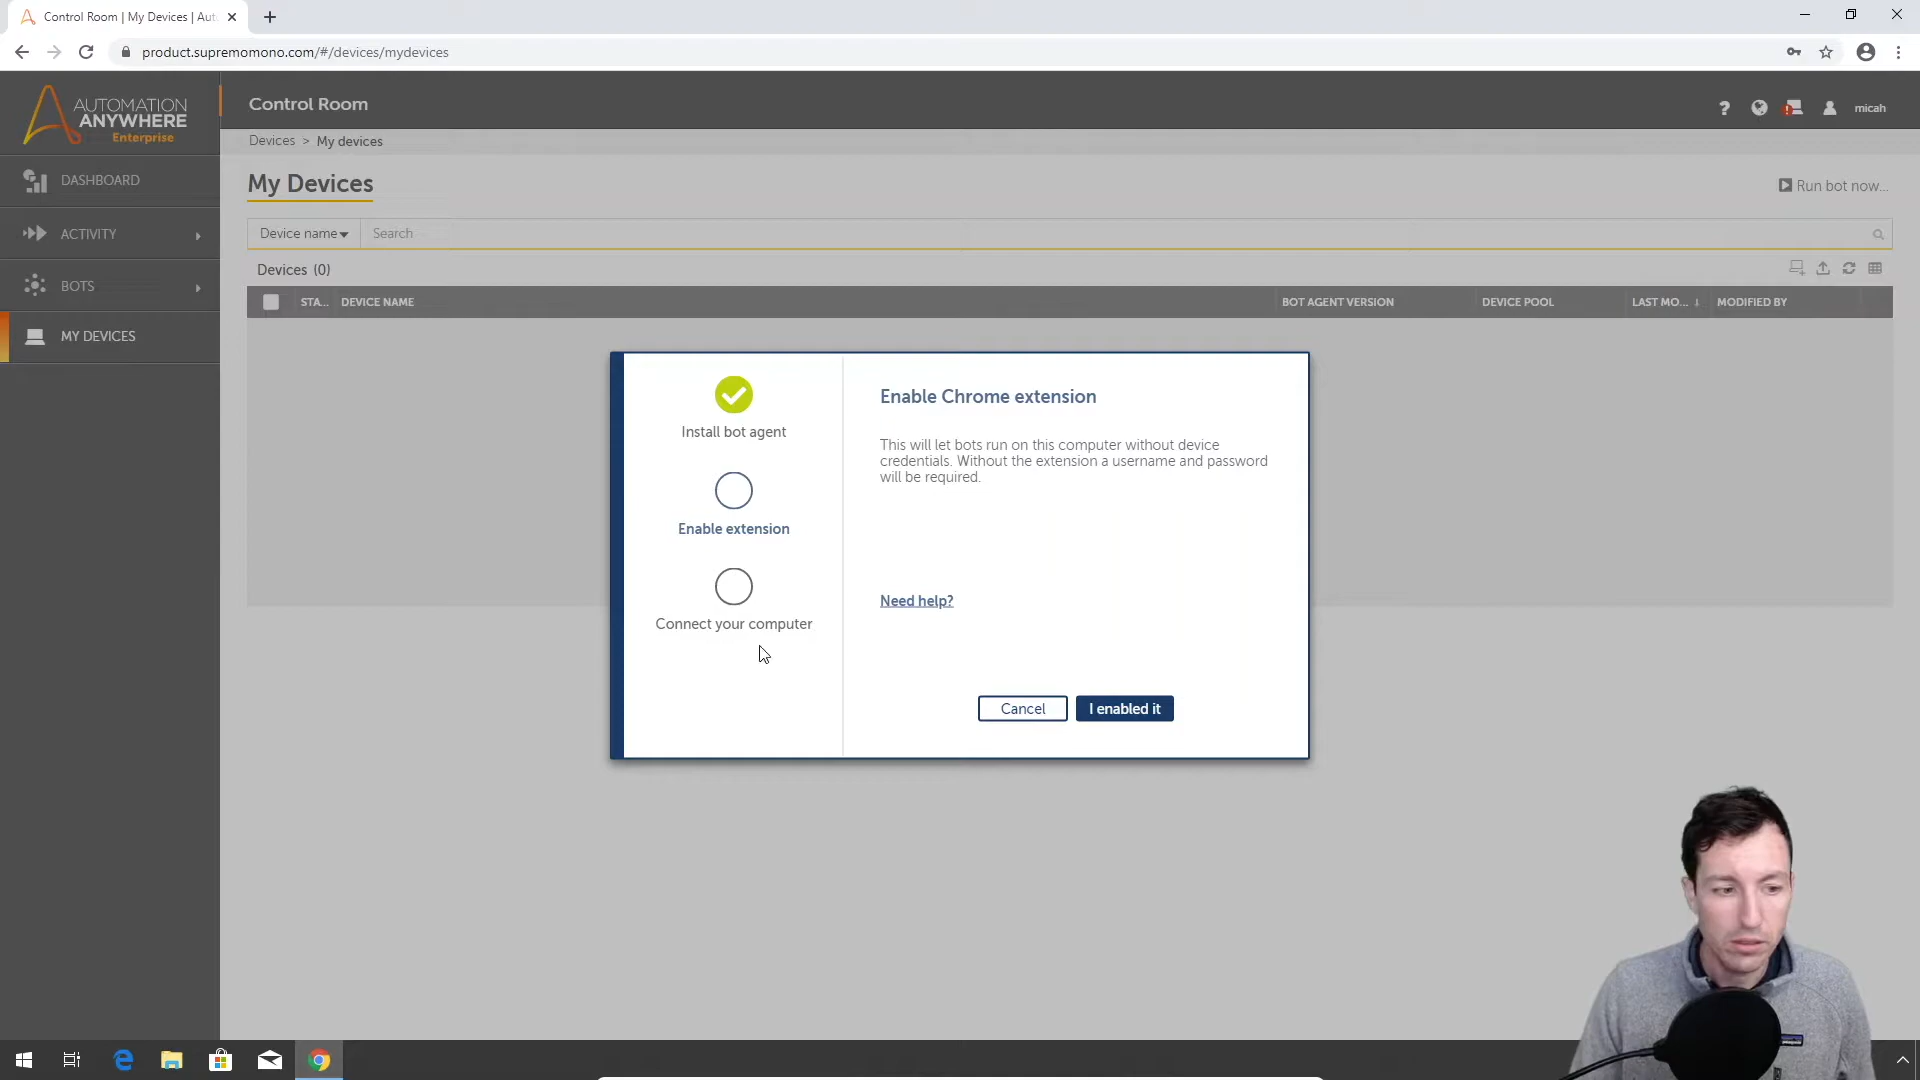 Control Room | My Devices | Aut
product.supremomono.com/#/devices/mydevices
AUTOMATION
ANYWHERE
Enterprise
Control Room
micah
Devices > My devices
DASHBOARD
ACTIVITY
BOTS
MY DEVICES
My Devices
Run bot now...
Device name
Search
Devices (0)
STA...
DEVICE NAME
BOT AGENT VERSION
DEVICE POOL
LAST MO...
MODIFIED BY
Install bot agent
Enable extension
Connect your computer
Enable Chrome extension
This will let bots run on this computer without device
credentials. Without the extension a username and password
will be required.
Need help?
Cancel
I enabled it